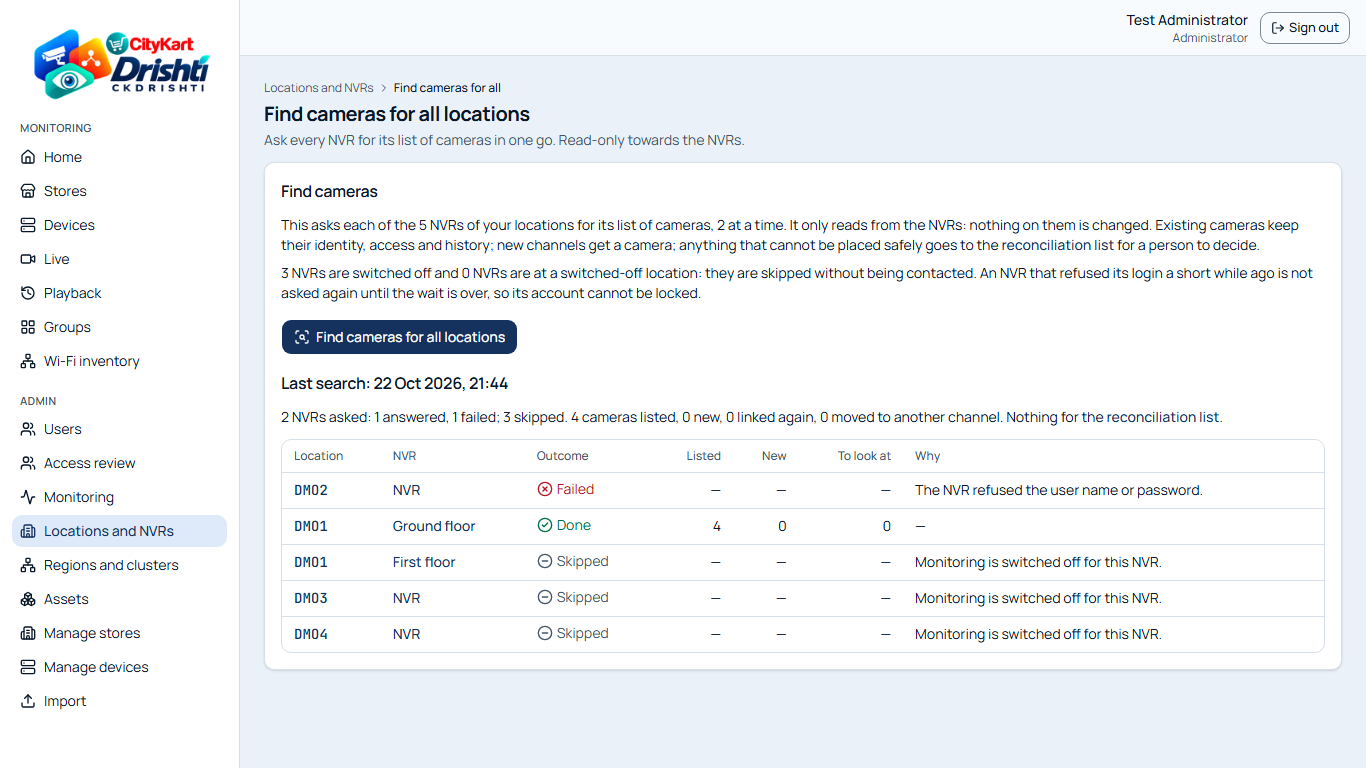 CityKart
Drishti
CKDRISHTI
Test Administrator
Administrator
Sign out
MONITORING
Home
Stores
Devices
Live
Playback
Groups
Wi-Fi inventory
ADMIN
Users
Access review
Monitoring
Locations and NVRs
Regions and clusters
Assets
Manage stores
Manage devices
Import
Locations and NVRs > Find cameras for all
Find cameras for all locations
Ask every NVR for its list of cameras in one go. Read-only towards the NVRs.
Find cameras
This asks each of the 5 NVRs of your locations for its list of cameras, 2 at a time. It only reads from the NVRs: nothing on them is changed. Existing cameras keep
their identity, access and history; new channels get a camera; anything that cannot be placed safely goes to the reconciliation list for a person to decide.
3 NVRs are switched off and 0 NVRs are at a switched-off location: they are skipped without being contacted. An NVR that refused its login a short while ago is not
asked again until the wait is over, so its account cannot be locked.
Find cameras for all locations
Last search: 22 Oct 2026, 21:44
2 NVRs asked: 1 answered, 1 failed; 3 skipped. 4 cameras listed, 0 new, 0 linked again, 0 moved to another channel. Nothing for the reconciliation list.
Location NVR Outcome Listed New To look at Why
DM02 NVR Failed — — — The NVR refused the user name or password.
DM01 Ground floor Done 4 0 0 —
DM01 First floor Skipped — — — Monitoring is switched off for this NVR.
DM03 NVR Skipped — — — Monitoring is switched off for this NVR.
DM04 NVR Skipped — — — Monitoring is switched off for this NVR.